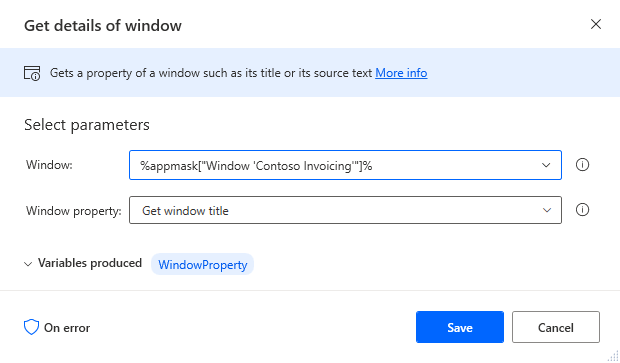 Get details of window
Gets a property of a window such as its title or its source text More info
Select parameters
Window: %appmask["Window 'Contoso Invoicing'"]%
Window property: Get window title
Variables produced WindowProperty
On error Save Cancel